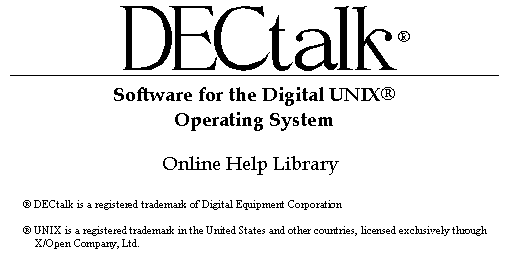 DECtalk®
Software for the Digital UNIX®
Operating System
Online Help Library
® DECtalk is a registered trademark of Digital Equipment Corporation
® UNIX is a registered trademark in the United States and other countries, licensed exclusively through
X/Open Company, Ltd.